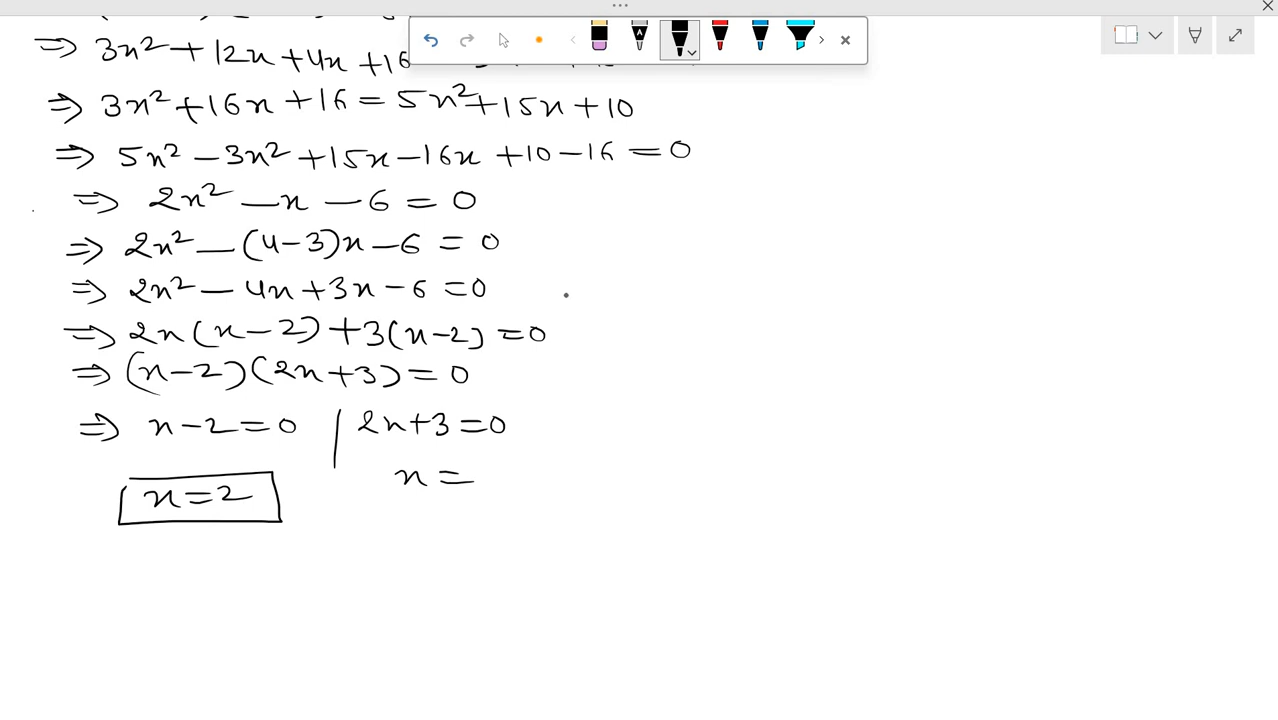 ⇒ 3x² + 12x + 4x + 16
⇒ 3x² + 16x + 16 = 5x² + 15x + 10
⇒ 5x² - 3x² + 15x - 16x + 10 - 16 = 0
⇒ 2x² - x - 6 = 0
⇒ 2x² - (4-3)x - 6 = 0
⇒ 2x² - 4x + 3x - 6 = 0
⇒ 2x(x-2) + 3(x-2) = 0
⇒ (x-2)(2x+3) = 0
⇒ x-2=0 | 2x+3=0
x=2 x=